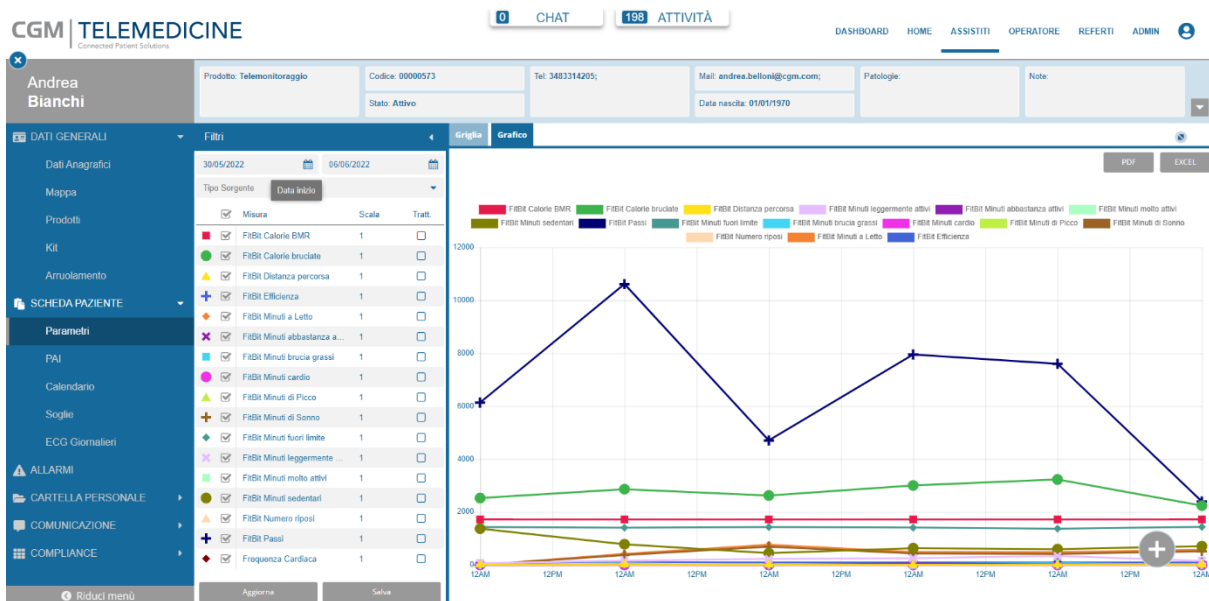 CGM TELEMEDICINE
Connected Patient Solutions
0 CHAT
198 ATTIVITÀ
DASHBOARD HOME ASSISTITI OPERATORE REFERTI ADMIN
Andrea
Bianchi
Prodotto: Telemonitoraggio
Codice: 00000573
Stato: Attivo
Tel: 3483314205;
Mail: andrea.belloni@cgm.com;
Data nascita: 01/01/1970
Patologie:
Note:
DATI GENERALI
Dati Anagrafici
Mappa
Prodotti
Kit
Arruolamento
SCHEDA PAZIENTE
Parametri
PAI
Calendario
Soglie
ECG Giornalieri
ALLARMI
CARTELLA PERSONALE
COMUNICAZIONE
COMPLIANCE
Riduci menù
Filtri
30/05/2022 06/06/2022
Tipo Sorgente
Data inizio
Misura Scala Tratt.
FitBit Calorie BMR 1
FitBit Calorie bruciate 1
FitBit Distanza percorsa 1
FitBit Efficienza 1
FitBit Minuti a Letto 1
FitBit Minuti abbastanza a... 1
FitBit Minuti brucia grassi 1
FitBit Minuti cardio 1
FitBit Minuti di Picco 1
FitBit Minuti di Sonno 1
FitBit Minuti fuori limite 1
FitBit Minuti leggermente ... 1
FitBit Minuti molto attivi 1
FitBit Minuti sedentari 1
FitBit Numero riposi 1
FitBit Passi 1
Frequenza Cardiaca 1
Aggiorna Salva
Griglia Grafico
PDF EXCEL
FitBit Calorie BMR FitBit Calorie bruciate FitBit Distanza percorsa FitBit Minuti leggermente attivi FitBit Minuti abbastanza attivi FitBit Minuti molto attivi
FitBit Minuti sedentari FitBit Passi FitBit Minuti fuori limite FitBit Minuti brucia grassi FitBit Minuti cardio FitBit Minuti di Picco FitBit Minuti di Sonno
FitBit Numero riposi FitBit Minuti a Letto FitBit Efficienza
12000
10000
8000
6000
4000
2000
0
12AM 12PM 12AM 12PM 12AM 12PM 12AM 12PM 12AM 12PM 12AM